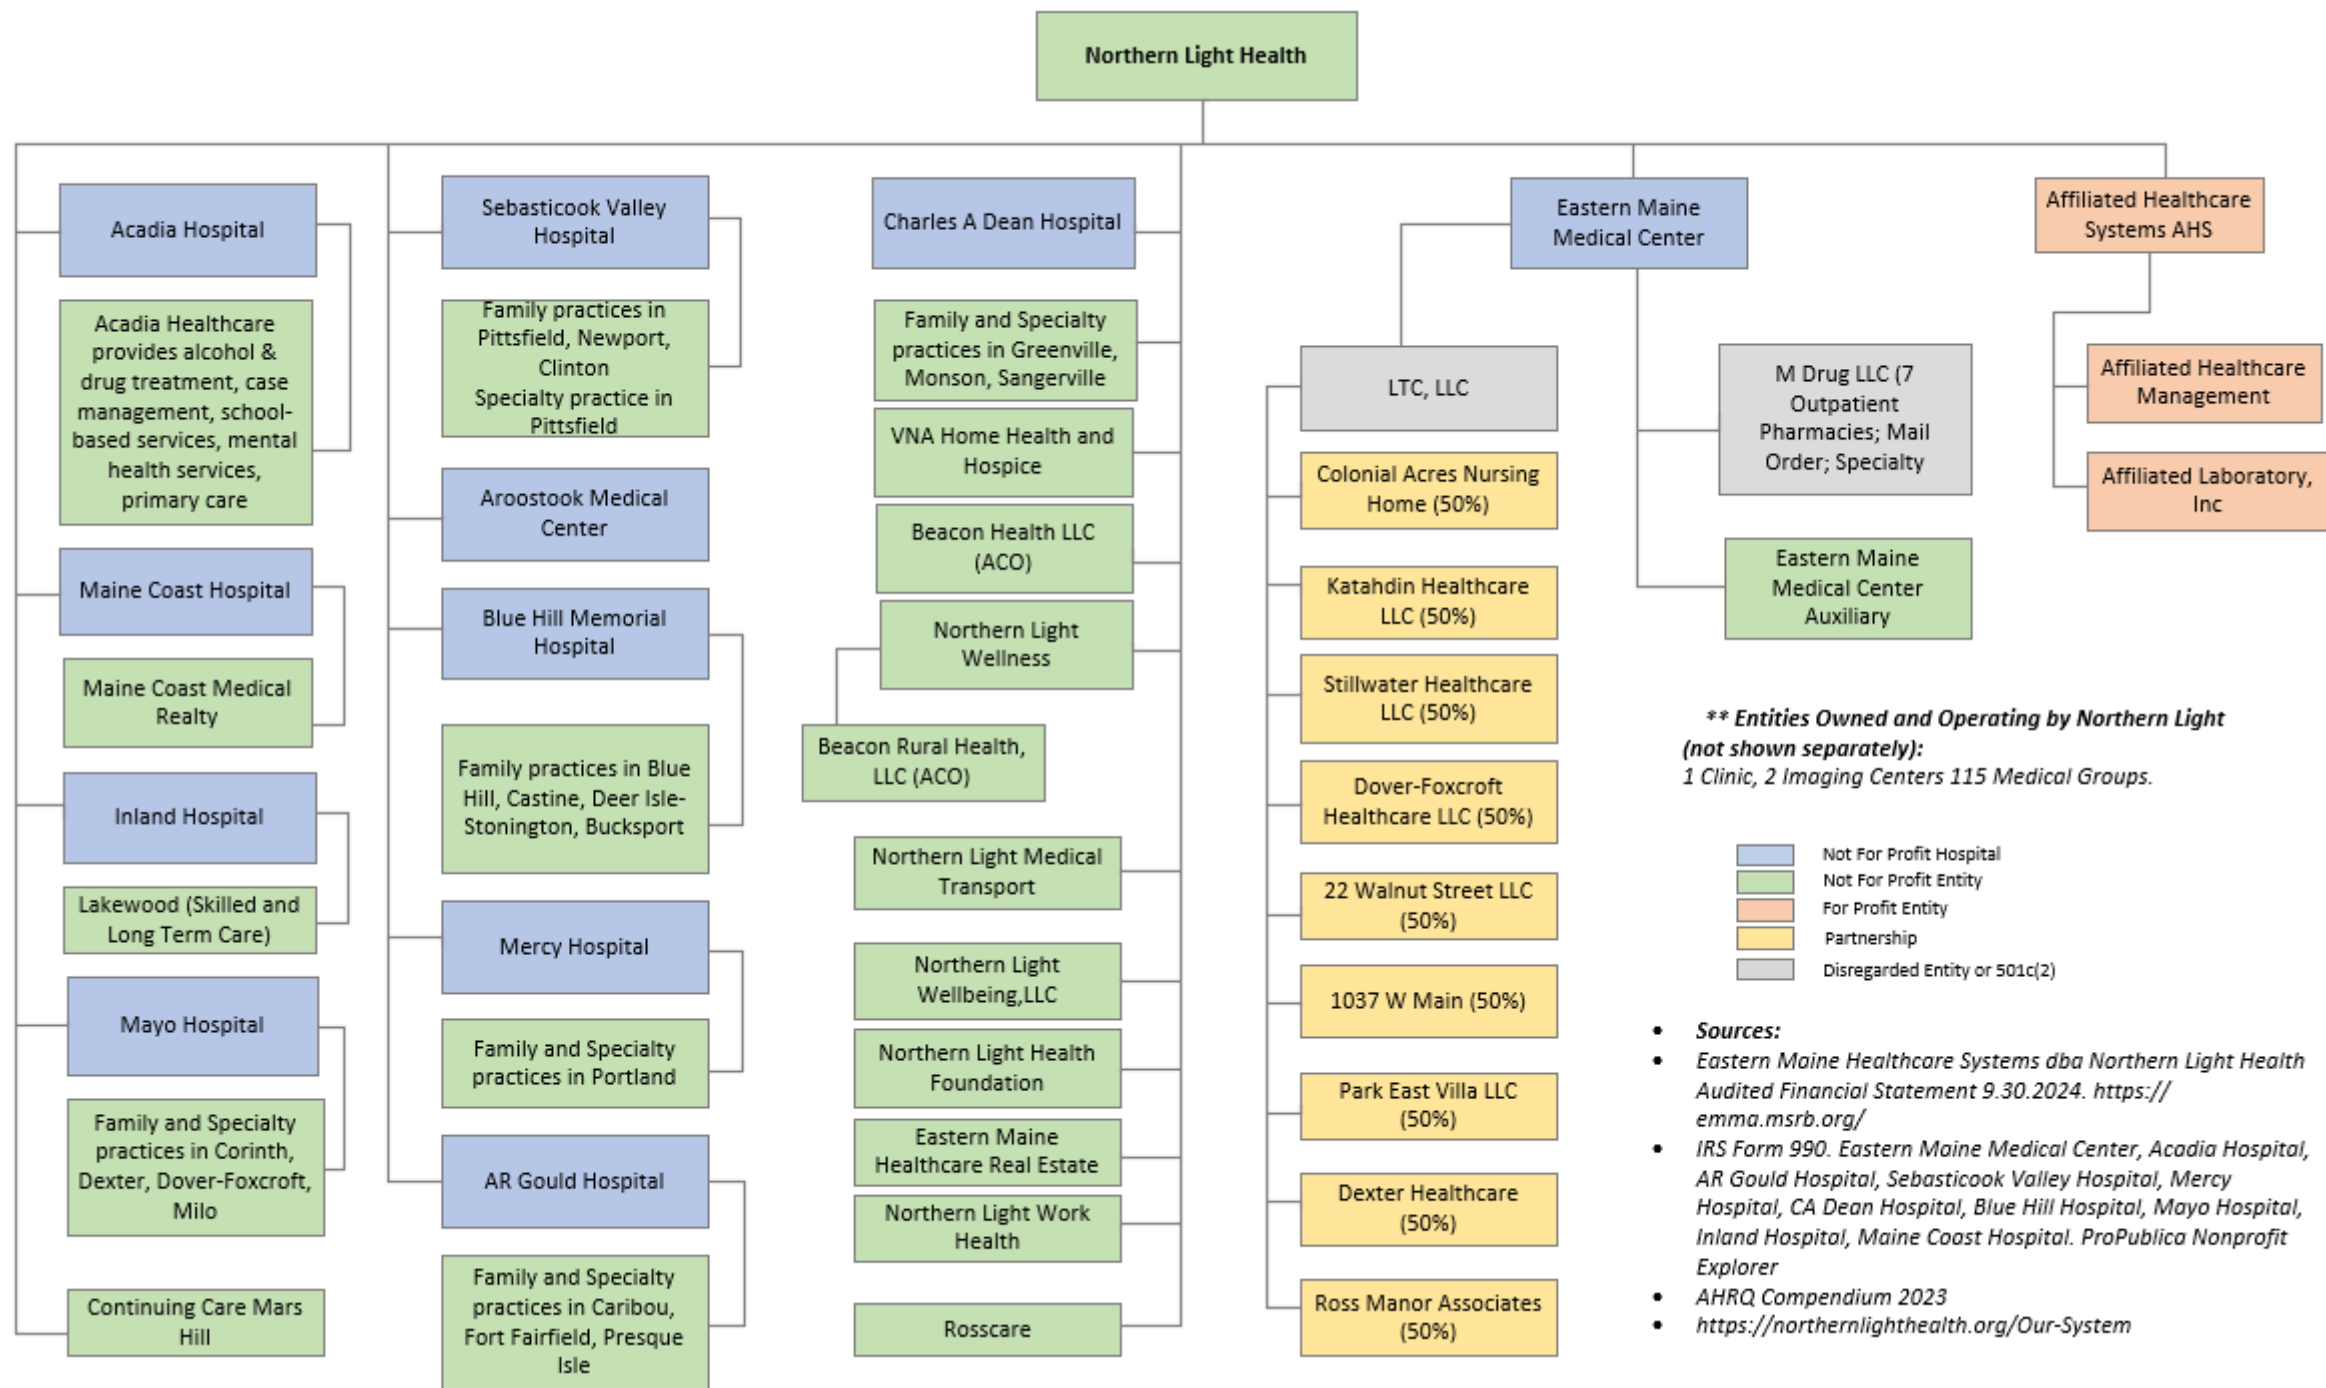 Northern Light Health
Acadia Hospital
Acadia Healthcare
provides alcohol &
drug treatment, case
management, school-
based services, mental
health services,
primary care
Maine Coast Hospital
Maine Coast Medical
Realty
Inland Hospital
Lakewood (Skilled and
Long Term Care)
Mayo Hospital
Family and Specialty
practices in Corinth,
Dexter, Dover-Foxcroft,
Milo
Continuing Care Mars
Hill
Sebasticook Valley
Hospital
Family practices in
Pittsfield, Newport,
Clinton
Specialty practice in
Pittsfield
Aroostook Medical
Center
Blue Hill Memorial
Hospital
Family practices in Blue
Hill, Castine, Deer Isle-
Stonington, Bucksport
Mercy Hospital
Family and Specialty
practices in Portland
AR Gould Hospital
Family and Specialty
practices in Caribou,
Fort Fairfield, Presque
Isle
Charles A Dean Hospital
Family and Specialty
practices in Greenville,
Monson, Sangerville
VNA Home Health and
Hospice
Beacon Health LLC
(ACO)
Northern Light
Wellness
Beacon Rural Health,
LLC (ACO)
Northern Light Medical
Transport
Northern Light
Wellbeing,LLC
Northern Light Health
Foundation
Eastern Maine
Healthcare Real Estate
Northern Light Work
Health
Rosscare
Eastern Maine
Medical Center
LTC, LLC
Colonial Acres Nursing
Home (50%)
Katahdin Healthcare
LLC (50%)
Stillwater Healthcare
LLC (50%)
Dover-Foxcroft
Healthcare LLC (50%)
22 Walnut Street LLC
(50%)
1037 W Main (50%)
Park East Villa LLC
(50%)
Dexter Healthcare
(50%)
Ross Manor Associates
(50%)
M Drug LLC (7
Outpatient
Pharmacies; Mail
Order; Specialty
Eastern Maine
Medical Center
Auxiliary
Affiliated Healthcare
Systems AHS
Affiliated Healthcare
Management
Affiliated Laboratory,
Inc
** Entities Owned and Operating by Northern Light
(not shown separately):
1 Clinic, 2 Imaging Centers 115 Medical Groups.
Not For Profit Hospital
Not For Profit Entity
For Profit Entity
Partnership
Disregarded Entity or 501c(2)
• Sources:
• Eastern Maine Healthcare Systems dba Northern Light Health
Audited Financial Statement 9.30.2024. https://
emma.msrb.org/
• IRS Form 990. Eastern Maine Medical Center, Acadia Hospital,
AR Gould Hospital, Sebasticook Valley Hospital, Mercy
Hospital, CA Dean Hospital, Blue Hill Hospital, Mayo Hospital,
Inland Hospital, Maine Coast Hospital. ProPublica Nonprofit
Explorer
• AHRQ Compendium 2023
• https://northernlighthealth.org/Our-System